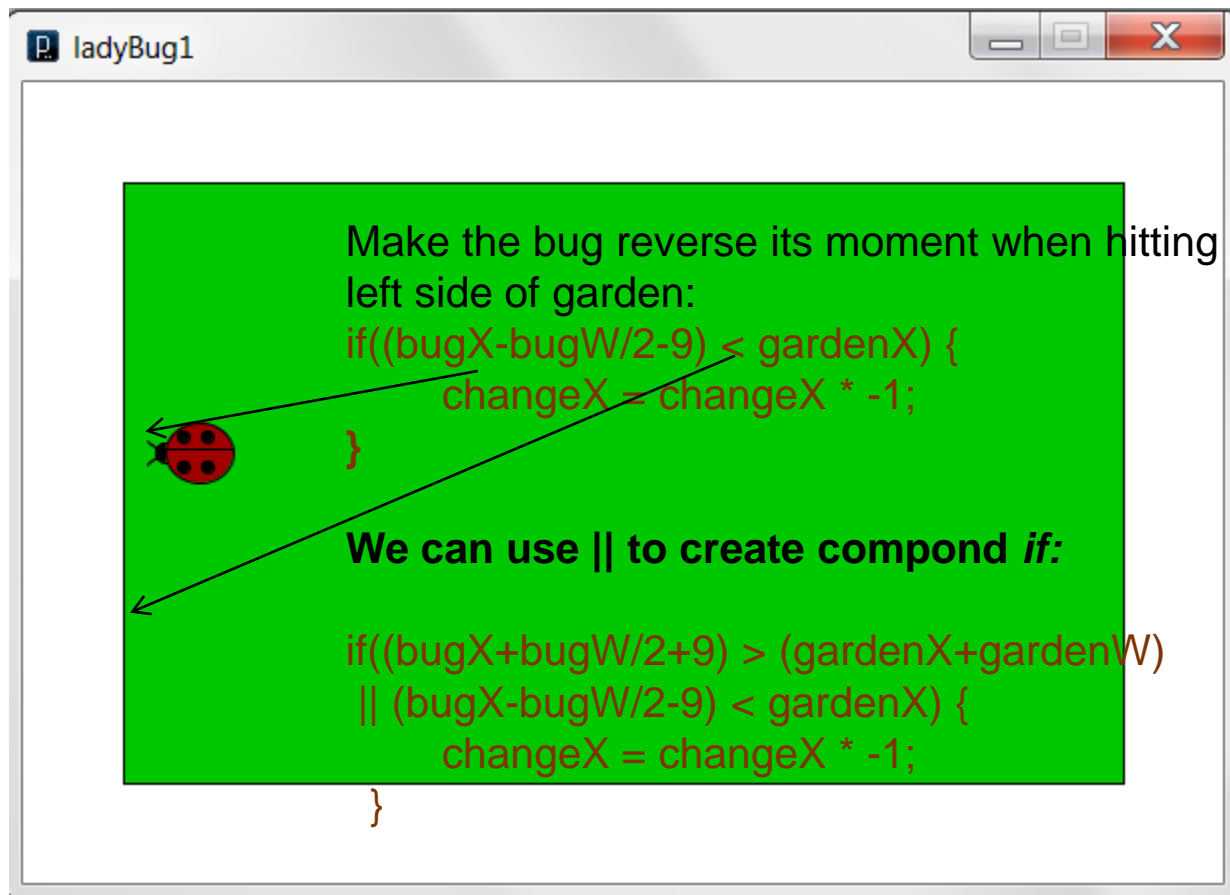 ladyBug1
Make the bug reverse its moment when hitting
left side of garden:
if((bugX-bugW/2-9) < gardenX) {
changeX = changeX * -1;
}
We can use || to create compond if:
if((bugX+bugW/2+9) > (gardenX+gardenW)
|| (bugX-bugW/2-9) < gardenX) {
changeX = changeX * -1;
}